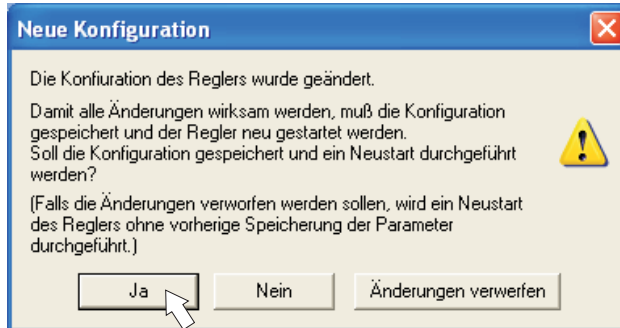 Neue Konfiguration
Die Konfiuration des Reglers wurde geändert.
Damit alle Änderungen wirksam werden, muß die Konfiguration
gespeichert und der Regler neu gestartet werden.
Soll die Konfiguration gespeichert und ein Neustart durchgeführt
werden?
(Falls die Änderungen verworfen werden sollen, wird ein Neustart
des Reglers ohne vorherige Speicherung der Parameter
durchgeführt.)
Ja Nein Änderungen verwerfen